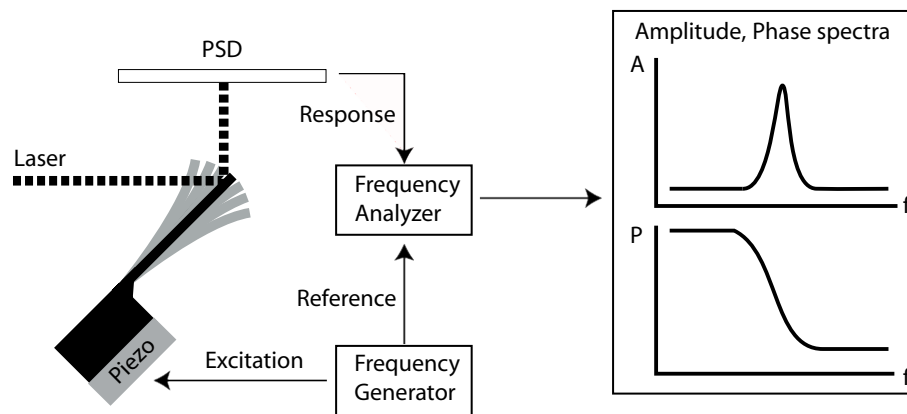 PSD
Amplitude, Phase spectra
A
Response
Laser
Frequency
Analyzer
f
P
Reference
Piezo
Excitation
Frequency
Generator
f